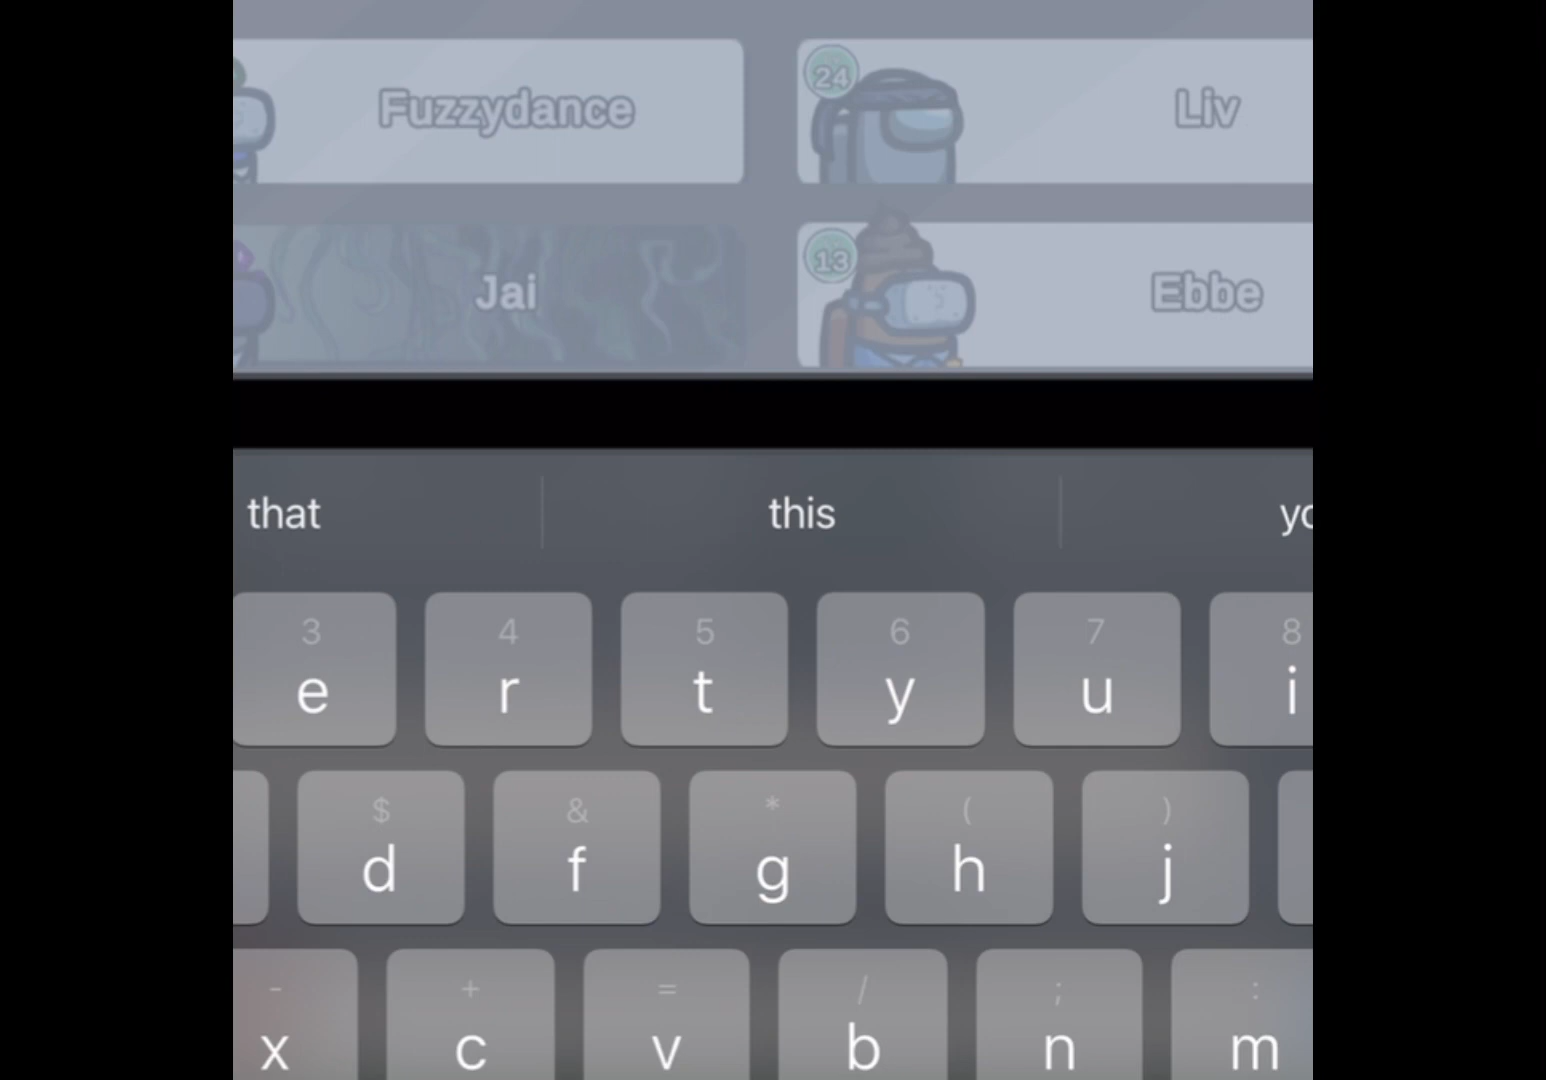 Fuzzydance
24
Liv
Jai
13
Ebbe
that this
3 4 5 6 7 8
e r t y u i
$ & * ( )
d f g h j
- + = / ; :
x c v b n m